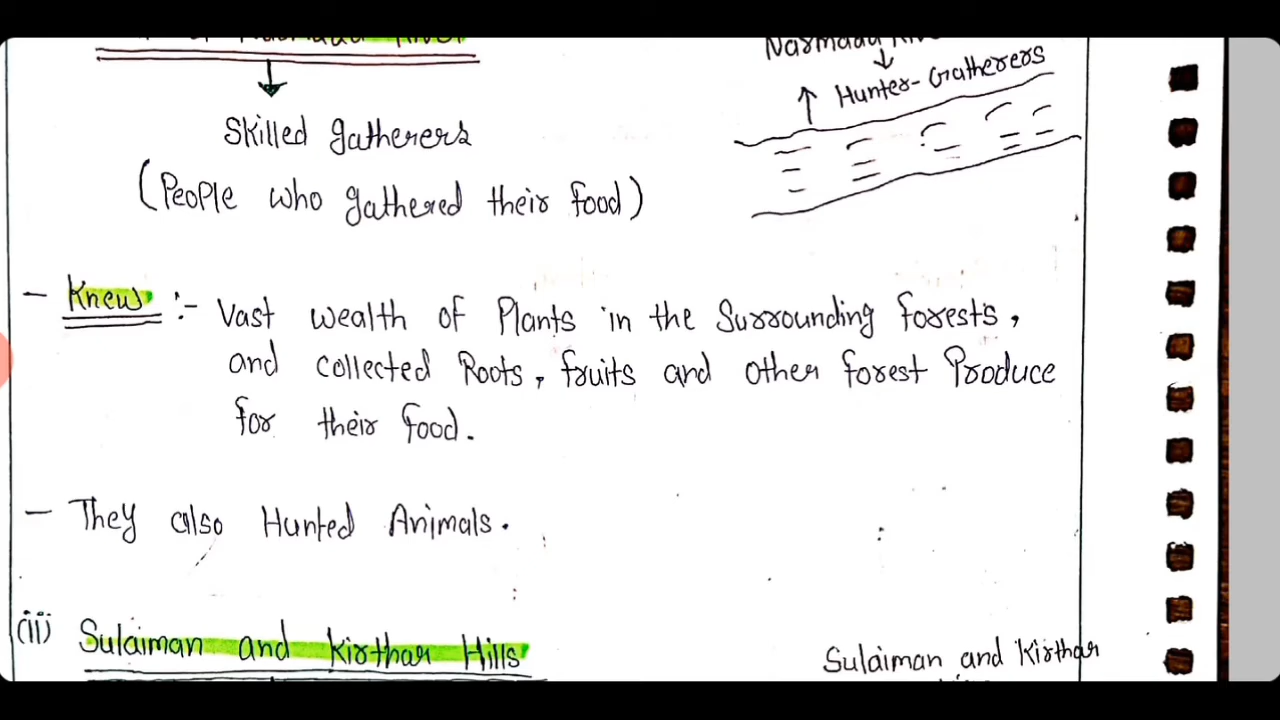 Narmada River
Narmada
Hunter-Gatherers
Skilled gatherers
(People who gathered their food)
- Knew :- Vast wealth of Plants in the Surrounding forests,
and collected Roots, fruits and other forest Produce
for their food.
- They also Hunted Animals.
(ii) Sulaiman and Kirthar Hills
Sulaiman and Kirthar